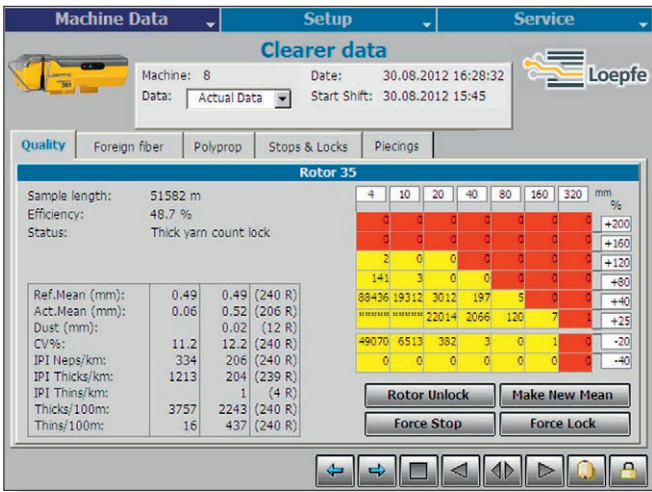 Machine Data Setup Service
Clearer data
Machine: 8 Date: 30.08.2012 16:28:32
Data: Actual Data Start Shift: 30.08.2012 15:45
LOEPFE
Loepfe
Quality Foreign fiber Polyprop Stops & Locks Piecings
Rotor 35
Sample length: 51582 m
Efficiency: 48.7 %
Status: Thick yarn count lock
4 10 20 40 80 160 320 mm
%
0 0 0 0 0 0 0 +200
0 0 0 0 0 0 0 +160
2 0 0 0 0 0 0 +120
141 3 0 0 0 0 0 +80
88436 19312 3012 197 5 0 0 +40
***** ***** 22014 2066 120 7 1 +25
49070 6513 382 3 0 1 0 -20
0 0 0 0 0 0 0 -40
Ref.Mean (mm): 0.49 0.49 (240 R)
Act.Mean (mm): 0.06 0.52 (206 R)
Dust (mm): 0.02 (12 R)
CV%: 11.2 12.2 (240 R)
IPI Neps/km: 334 206 (240 R)
IPI Thicks/km: 1213 204 (239 R)
IPI Thins/km: 1 (4 R)
Thicks/100m: 3757 2243 (240 R)
Thins/100m: 16 437 (240 R)
Rotor Unlock Make New Mean
Force Stop Force Lock